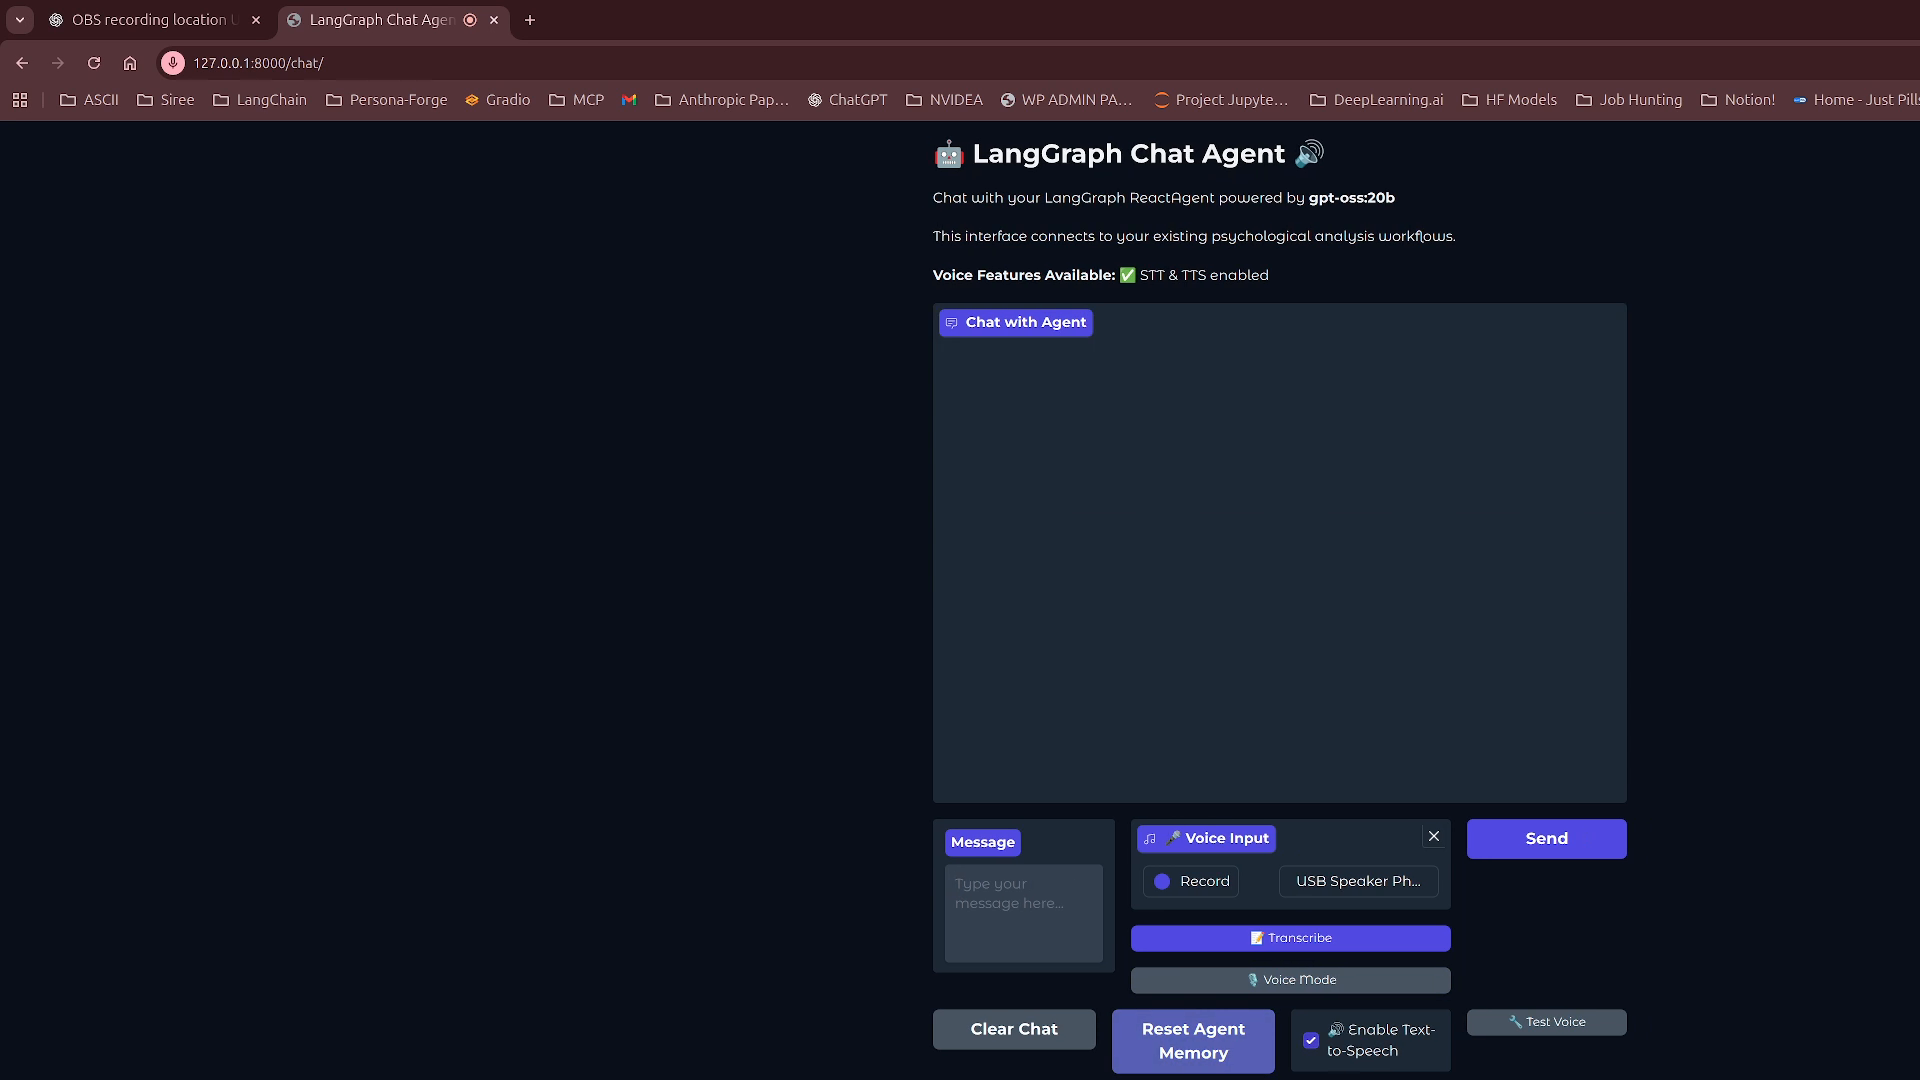 OBS recording location
LangGraph Chat Agen
127.0.0.1:8000/chat/
ASCII Siree LangChain Persona-Forge Gradio MCP Anthropic Pap... ChatGPT NVIDEA WP ADMIN PA... Project Jupyte... DeepLearning.ai HF Models Job Hunting Notion! Home - Just Pill
🤖 LangGraph Chat Agent 🔊
Chat with your LangGraph ReactAgent powered by gpt-oss:20b
This interface connects to your existing psychological analysis workflows.
Voice Features Available: ✅ STT & TTS enabled
Chat with Agent
Message
Type your
message here...
🎤 Voice Input
Record
USB Speaker Ph...
📝 Transcribe
🎙️ Voice Mode
Send
Clear Chat
Reset Agent
Memory
🔊 Enable Text-
to-Speech
🔧 Test Voice